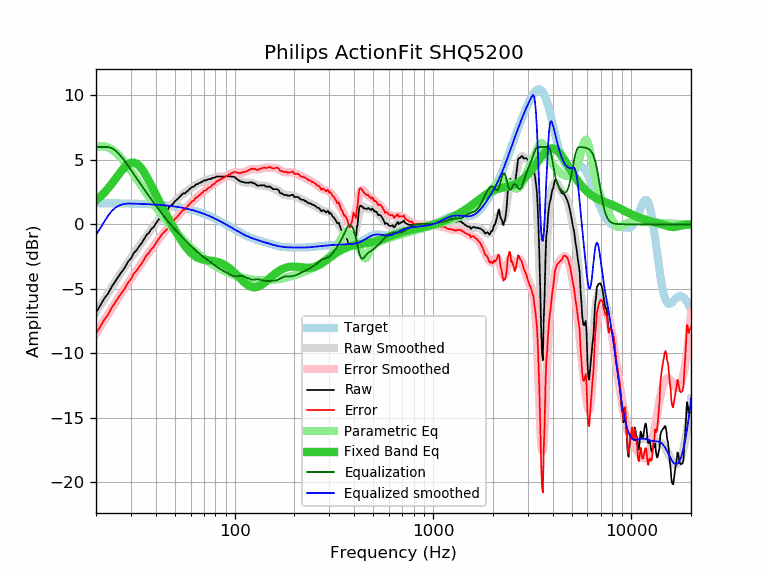 Philips ActionFit SHQ5200
Amplitude (dBr)
10
5
0
−5
−10
−15
−20
Target
Raw Smoothed
Error Smoothed
Raw
Error
Parametric Eq
Fixed Band Eq
Equalization
Equalized smoothed
100
1000
10000
Frequency (Hz)